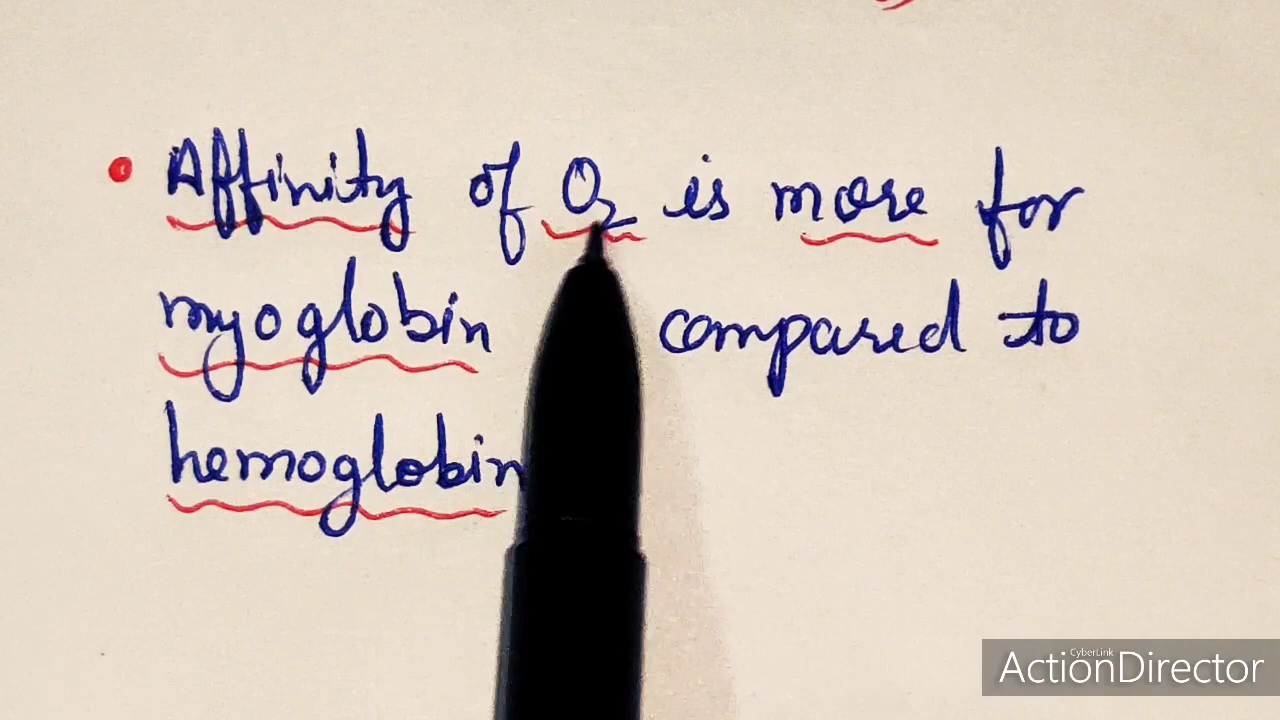 Affinity of O2 is more for
myoglobin compared to
hemoglobin
CyberLink
ActionDirector